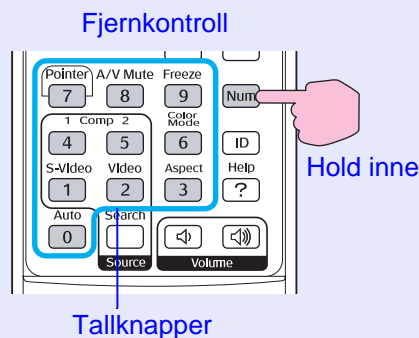 Fjernkontroll
Pointer A/V Mute Freeze
7 8 9 Num
1 Comp 2 Color Mode
4 5 6 ID
S-Video Video Aspect Help
1 2 3 ?
Auto Search
0
Source Volume
Hold inne
Tallknapper